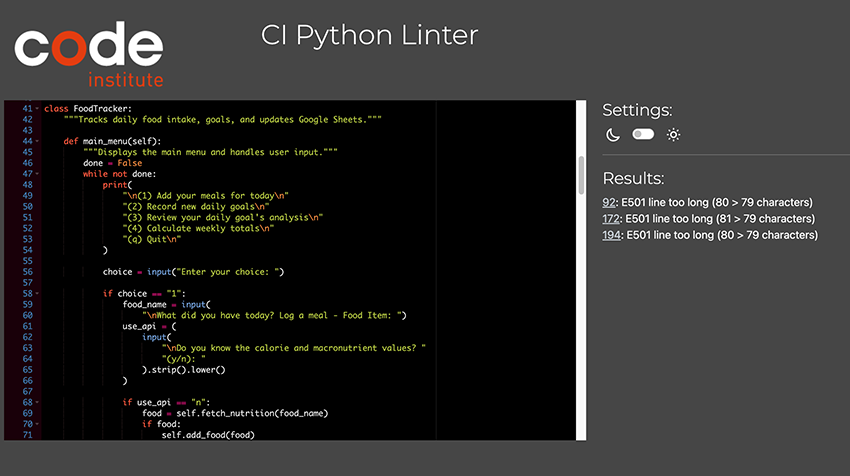 code
institute
CI Python Linter
41 class FoodTracker:
42 """Tracks daily food intake, goals, and updates Google Sheets."""
43
44 def main_menu(self):
45 """Displays the main menu and handles user input."""
46 done = False
47 while not done:
48 print(
49 "\n(1) Add your meals for today\n"
50 "(2) Record new daily goals\n"
51 "(3) Review your daily goal's analysis\n"
52 "(4) Calculate weekly totals\n"
53 "(q) Quit\n"
54 )
55
56 choice = input("Enter your choice: ")
57
58 if choice == "1":
59 food_name = input(
60 "\nWhat did you have today? Log a meal - Food Item: ")
61 use_api = (
62 input(
63 "\nDo you know the calorie and macronutrient values? "
64 "(y/n): "
65 ).strip().lower()
66 )
67
68 if use_api == "n":
69 food = self.fetch_nutrition(food_name)
70 if food:
71 self.add_food(food)
Settings:
Results:
92: E501 line too long (80 > 79 characters)
172: E501 line too long (81 > 79 characters)
194: E501 line too long (80 > 79 characters)